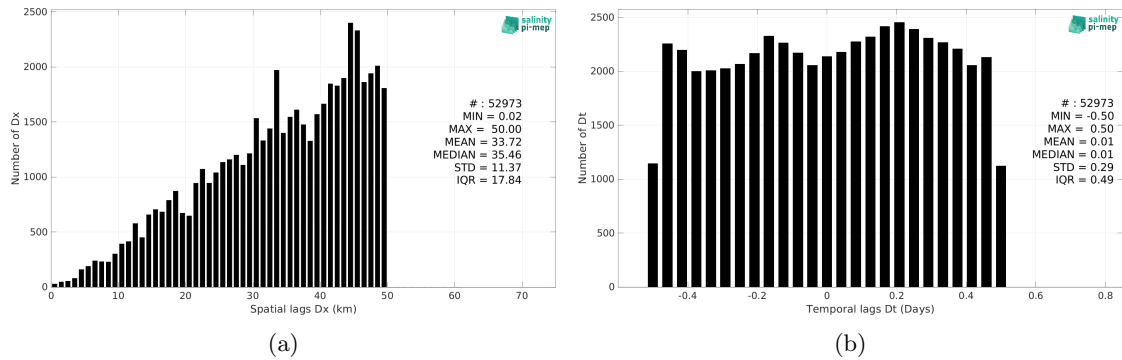 salinity
pi-mep
2500
2000
1500
1000
500
0
Number of Dx
# : 52973
MIN = 0.02
MAX = 50.00
MEAN = 33.72
MEDIAN = 35.46
STD = 11.37
IQR = 17.84
0 10 20 30 40 50 60 70
Spatial lags Dx (km)
(a)
salinity
pi-mep
2500
2000
1500
1000
500
0
Number of Dt
# : 52973
MIN = -0.50
MAX = 0.50
MEAN = 0.01
MEDIAN = 0.01
STD = 0.29
IQR = 0.49
-0.4 -0.2 0 0.2 0.4 0.6 0.8
Temporal lags Dt (Days)
(b)